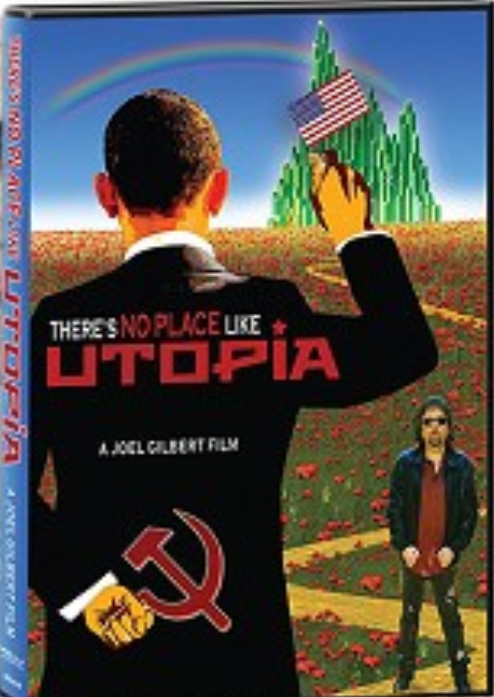 THERE'S NO PLACE LIKE
UTOPiA
A JOEL GILBERT FILM
THERE'S NO PLACE LIKE UTOPiA
A JOEL GILBERT FILM